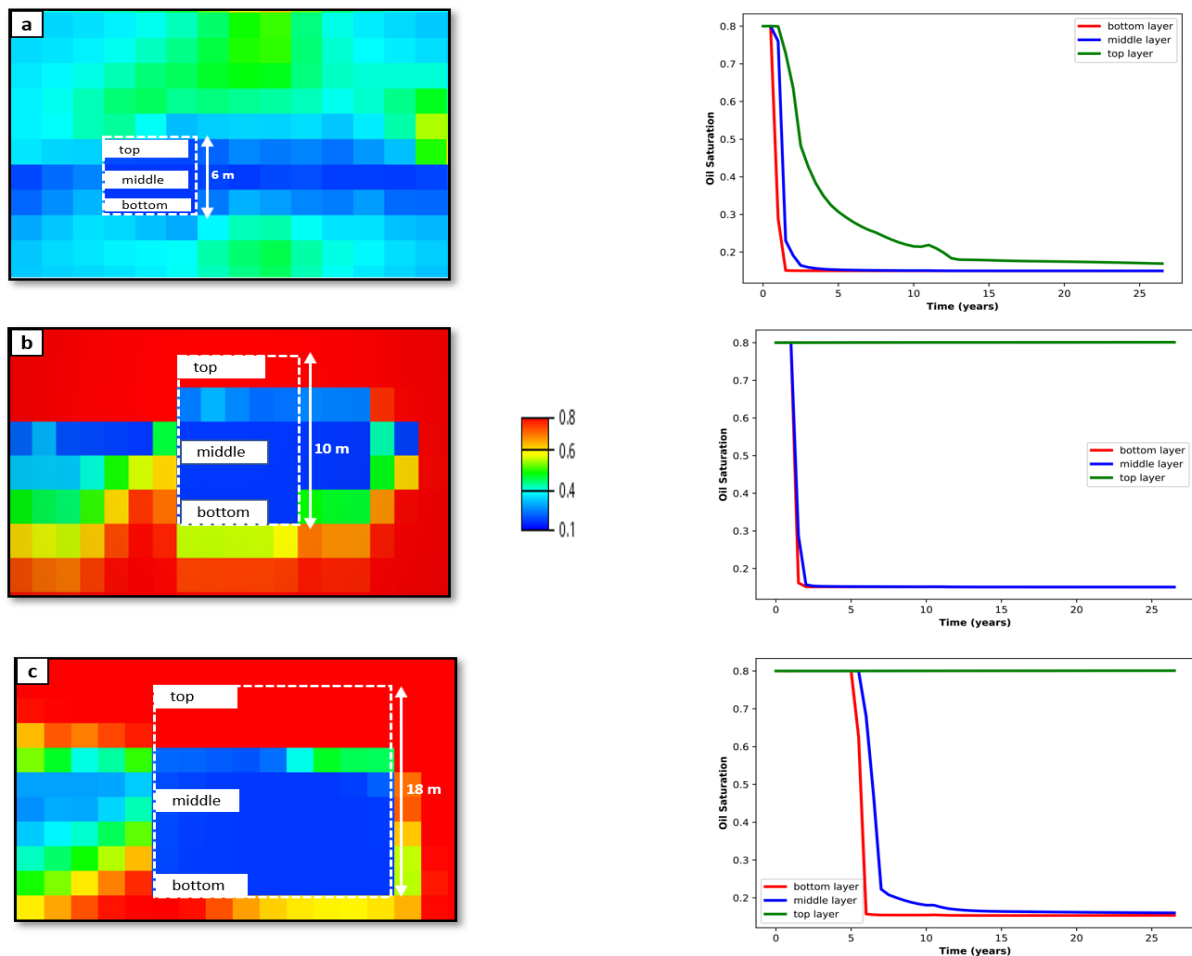 a
top
middle
bottom
6 m
0.8
0.7
0.6
0.5
0.4
0.3
0.2
Oil Saturation
0
5
10
15
20
25
Time (years)
bottom layer
middle layer
top layer
b
top
middle
bottom
10 m
0.8
0.6
0.4
0.1
0.8
0.7
0.6
0.5
0.4
0.3
0.2
Oil Saturation
0
5
10
15
20
25
Time (years)
bottom layer
middle layer
top layer
c
top
middle
bottom
18 m
0.8
0.7
0.6
0.5
0.4
0.3
0.2
Oil Saturation
0
5
10
15
20
25
Time (years)
bottom layer
middle layer
top layer